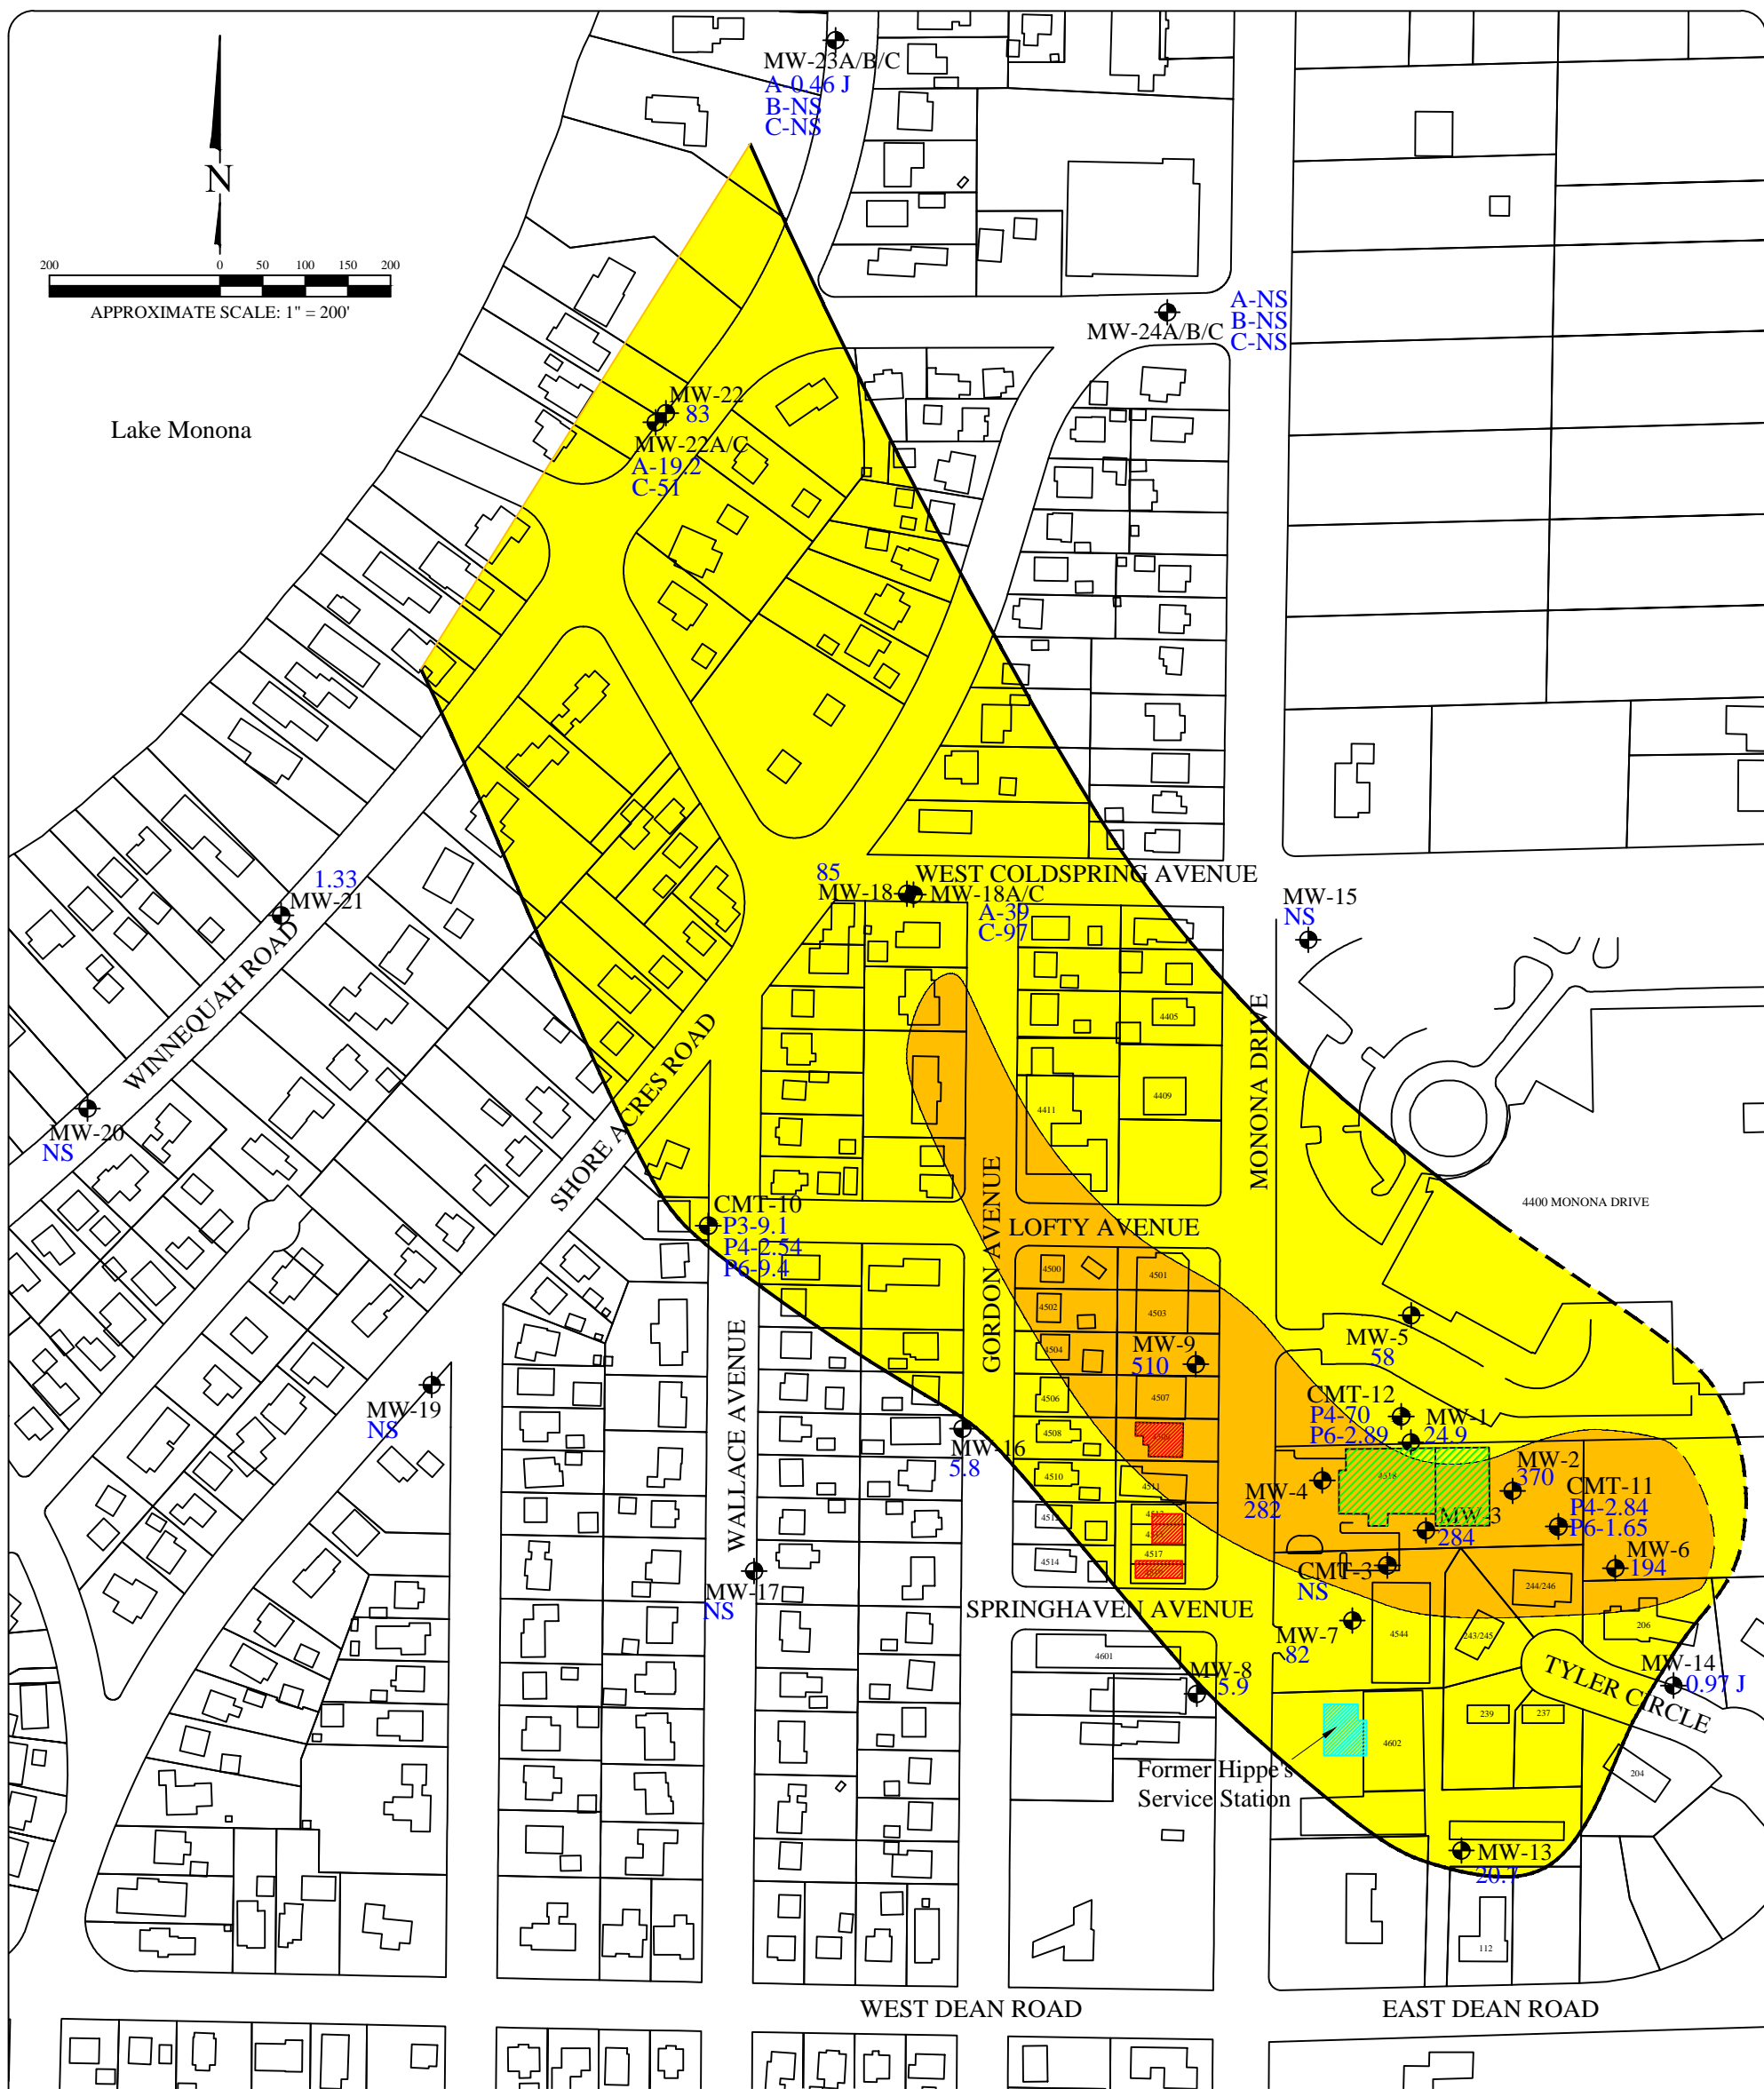 MW-23A/B/C
A-0.46 J
B-NS
C-NS
N
200 0 50 100 150 200
APPROXIMATE SCALE: 1" = 200'
A-NS
B-NS
C-NS
MW-24A/B/C
Lake Monona
MW-22
83
MW-22A/C
A-19.2
C-51
85
WEST COLDSPRING AVENUE
MW-18
MW-18A/C
A-39
C-97
1.33
MW-21
MW-15
NS
WINNEQUAH ROAD
MONONA DRIVE
4405
4409
4411
SHORE ACRES ROAD
MW-20
NS
4400 MONONA DRIVE
CMT-10
P3-9.1
P4-2.54
P6-9.4
LOFTY AVENUE
GORDON AVENUE
4500
4501
4502
4503
4504
MW-9
510
4506
4507
4508
4510
4511
4512
4514
4517
MW-5
58
CMT-12
P4-70
P6-2.89
MW-1
24.9
MW-19
NS
WALLACE AVENUE
MW-16
5.8
4518
MW-2
370
CMT-11
P4-2.84
P6-1.65
MW-4
282
MW-3
284
MW-6
194
CMT-3
NS
244/246
MW-17
NS
SPRINGHAVEN AVENUE
MW-7
82
4544
243/245
206
4601
MW-8
5.9
MW-14
0.97 J
TYLER CIRCLE
239
237
4602
204
Former Hippe's
Service Station
MW-13
20.7
112
WEST DEAN ROAD
EAST DEAN ROAD